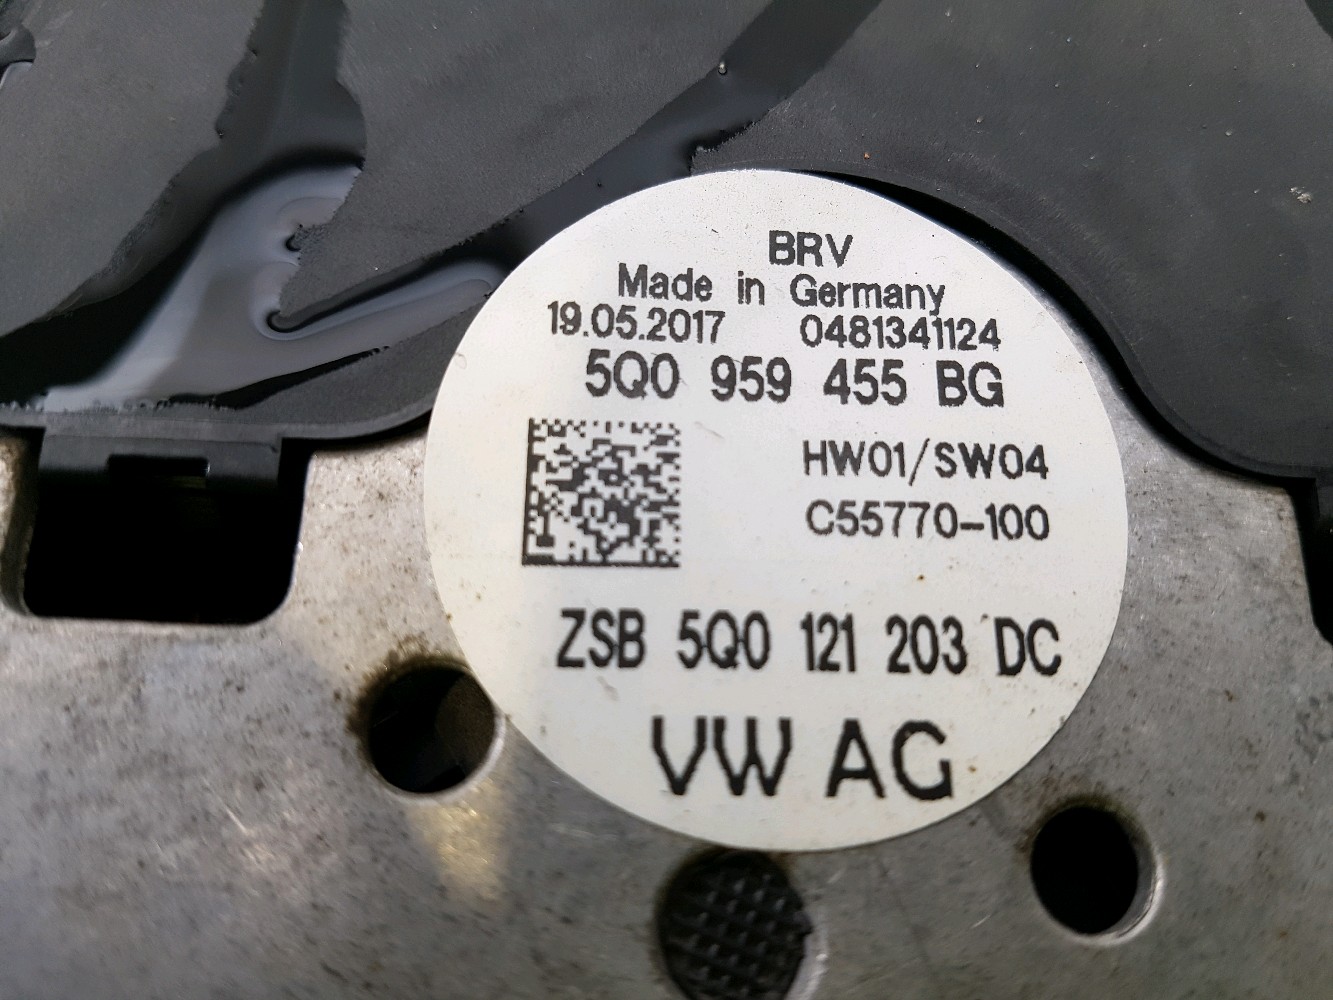 BRV
Made in Germany
19.05.2017 0481341124
5Q0 959 455 BG
HW01/SW04
C55770-100
ZSB 5Q0 121 203 DC
VW AG